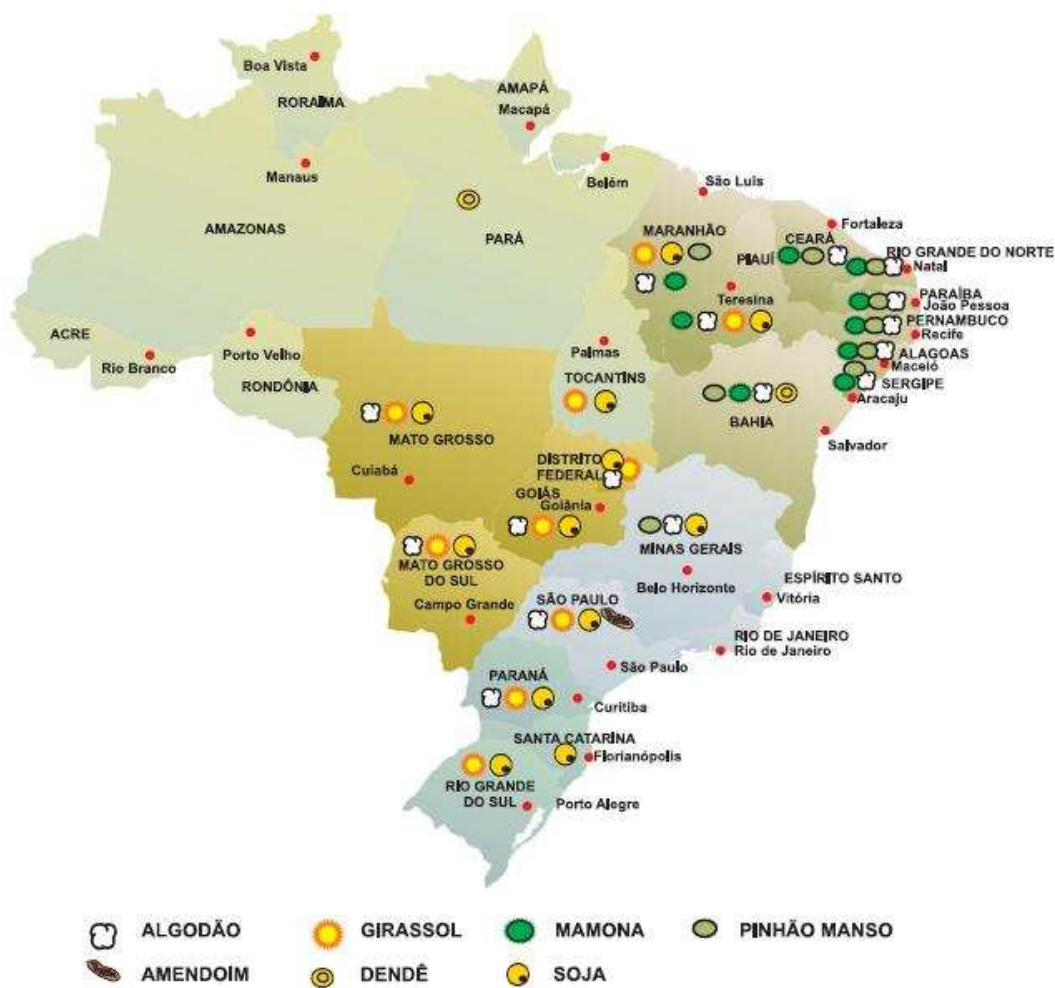 Boa Vista
RORAIMA
AMAPÁ
Macapá
Manaus
Belém
São Luis
AMAZONAS
PARÁ
MARANHÃO
PIAUÍ
Teresina
CEARÁ
Fortaleza
RIO GRANDE DO NORTE
Natal
PARAÍBA
João Pessoa
PERNAMBUCO
Recife
ALAGOAS
Maceió
SERGIPE
Aracaju
ACRE
Rio Branco
Porto Velho
RONDÔNIA
Palmas
TOCANTINS
BAHIA
Salvador
MATO GROSSO
Cuiabá
DISTRITO
FEDERAL
GOIÁS
Goiânia
MINAS GERAIS
Belo Horizonte
ESPÍRITO SANTO
Vitória
MATO GROSSO
DO SUL
Campo Grande
SÃO PAULO
São Paulo
RIO DE JANEIRO
Rio de Janeiro
PARANÁ
Curitiba
SANTA CATARINA
Florianópolis
RIO GRANDE
DO SUL
Porto Alegre
ALGODÃO
GIRASSOL
MAMONA
PINHÃO MANSO
AMENDOIM
DENDÊ
SOJA